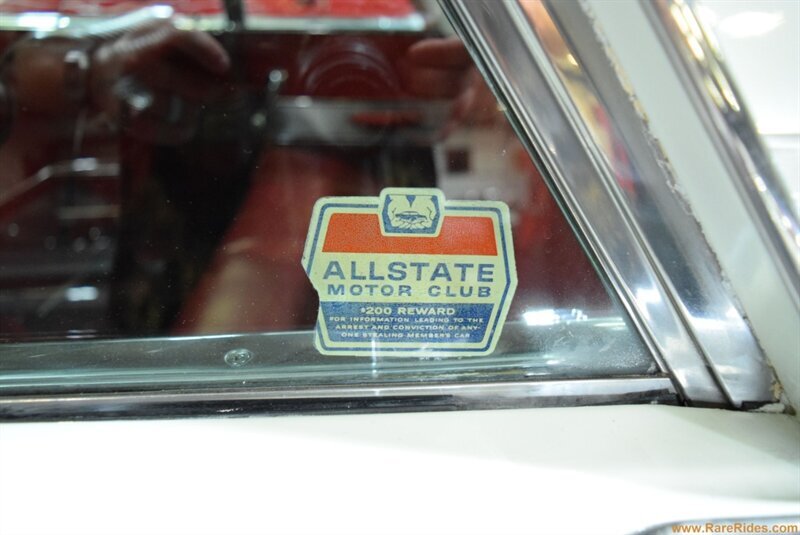 ALLSTATE
MOTOR CLUB
$200 REWARD
FOR INFORMATION LEADING TO THE
ARREST AND CONVICTION OF ANY-
ONE STEALING MEMBER'S CAR
www.RareRides.com